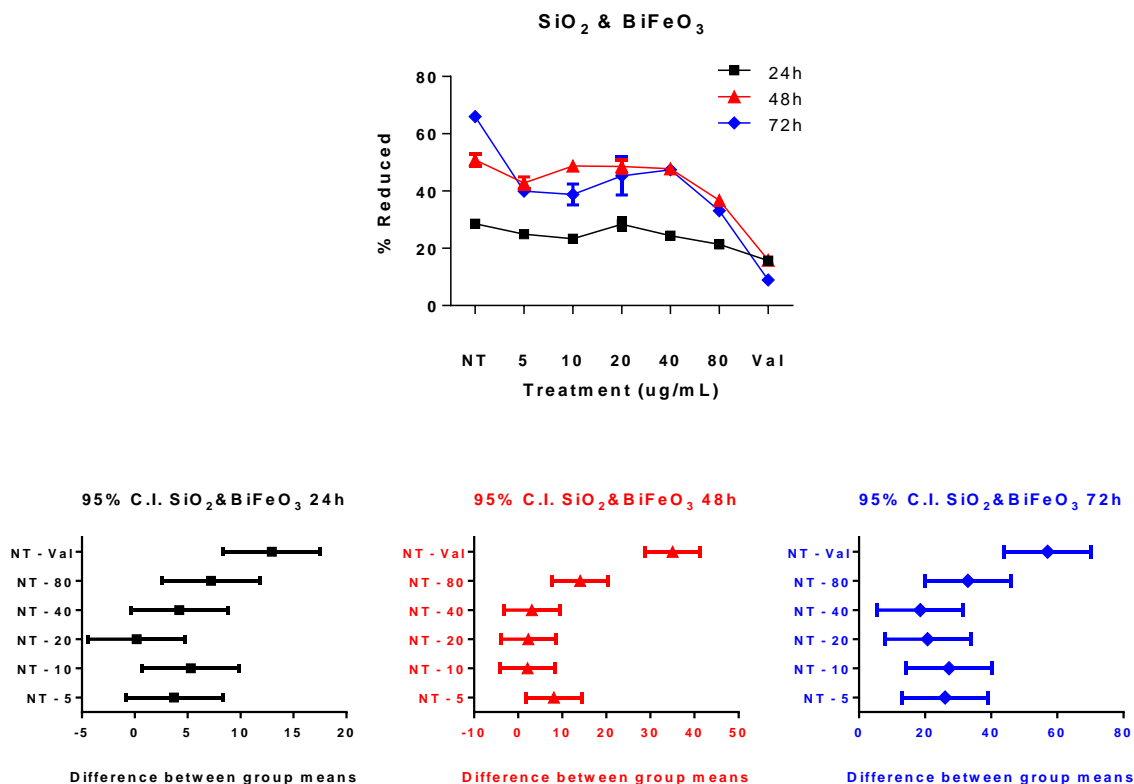 SiO₂ & BiFeO₃
24h
48h
72h
% Reduced
80
60
40
20
0
NT 5 10 20 40 80 Val
Treatment (ug/mL)
95% C.I. SiO₂&BiFeO₃ 24h
NT - Val
NT - 80
NT - 40
NT - 20
NT - 10
NT - 5
-5 0 5 10 15 20
Difference between group means
95% C.I. SiO₂&BiFeO₃ 48h
NT - Val
NT - 80
NT - 40
NT - 20
NT - 10
NT - 5
-10 0 10 20 30 40 50
Difference between group means
95% C.I. SiO₂&BiFeO₃ 72h
NT - Val
NT - 80
NT - 40
NT - 20
NT - 10
NT - 5
0 20 40 60 80
Difference between group means